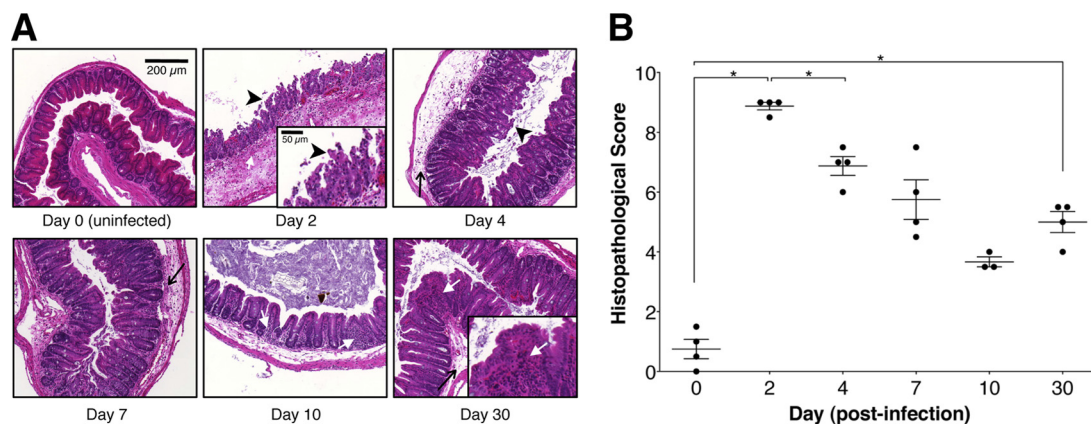 A
200 µm
50 µm
Day 0 (uninfected)
Day 2
Day 4
Day 7
Day 10
Day 30
B
*
* *
Histopathological Score
10
8
6
4
2
0
0 2 4 7 10 30
Day (post-infection)